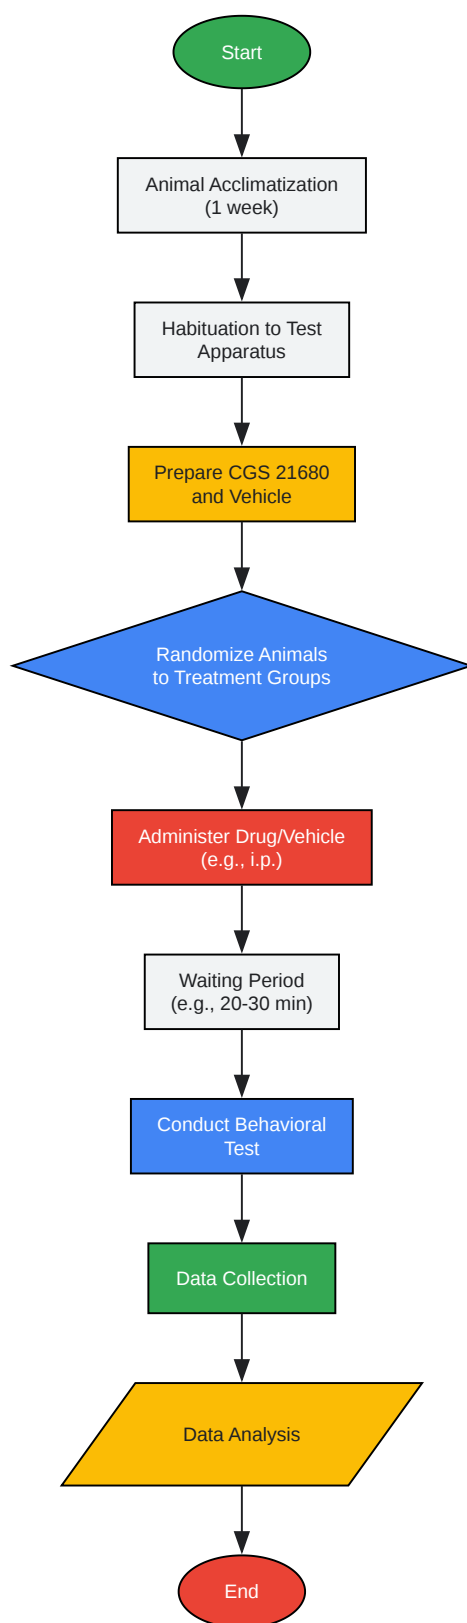 Start
Animal Acclimatization
(1 week)
Habituation to Test
Apparatus
Prepare CGS 21680
and Vehicle
Randomize Animals
to Treatment Groups
Administer Drug/Vehicle
(e.g., i.p.)
Waiting Period
(e.g., 20-30 min)
Conduct Behavioral
Test
Data Collection
Data Analysis
End